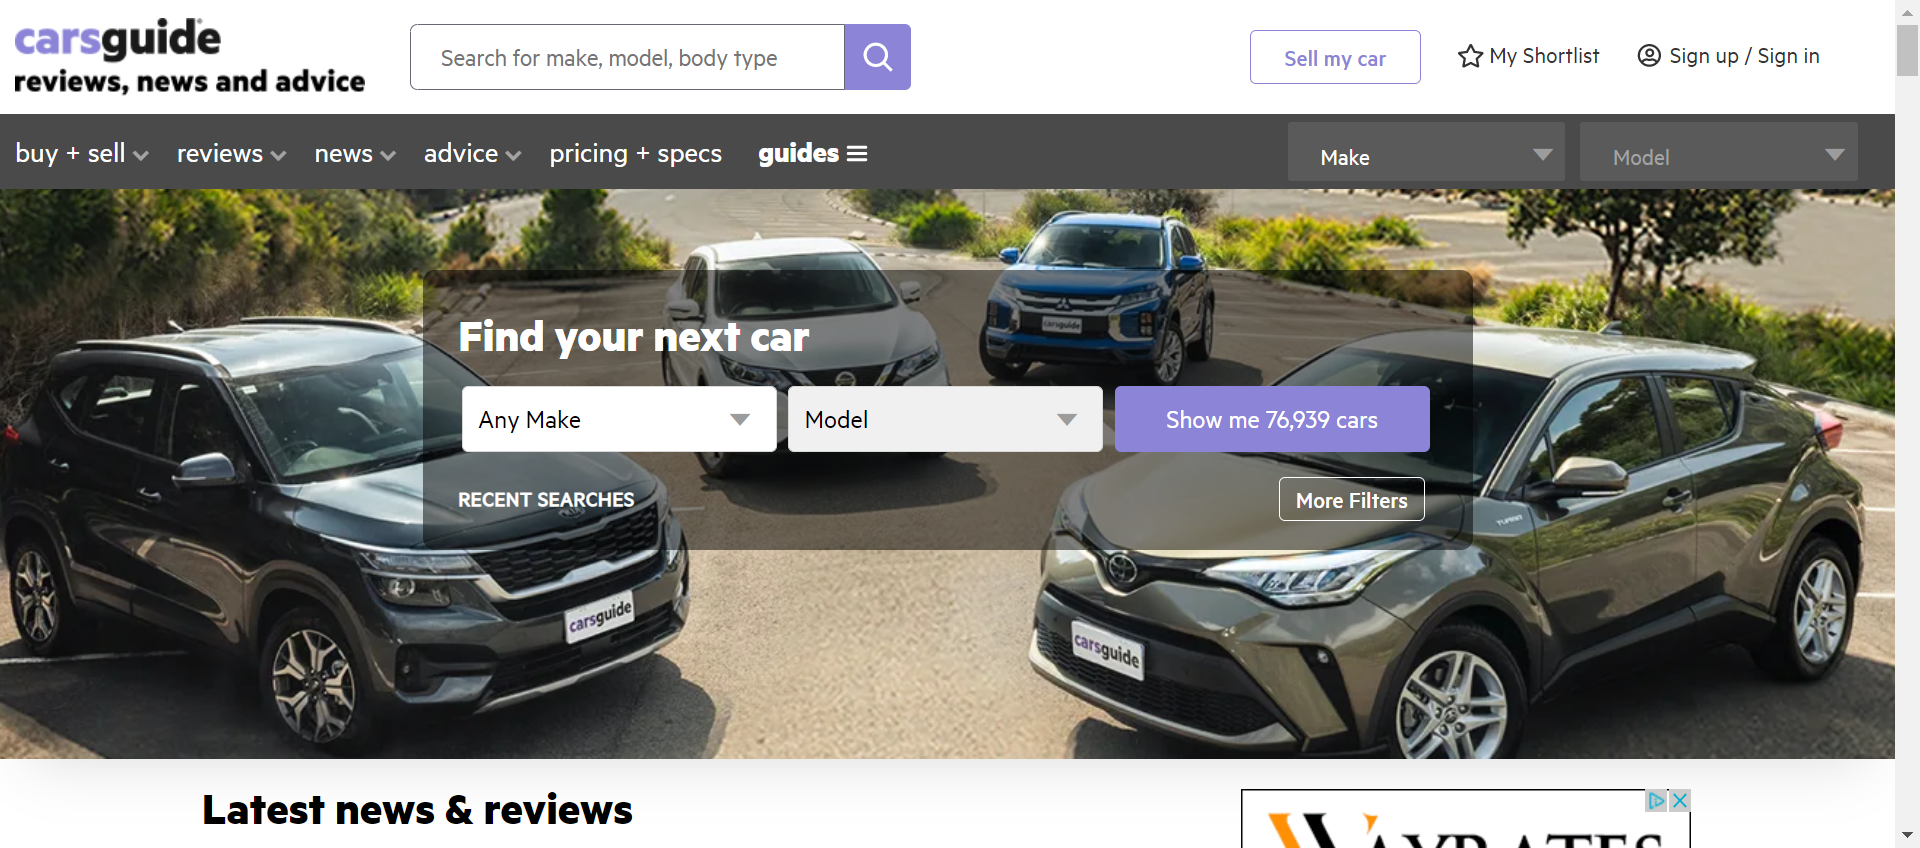 carsguide
reviews, news and advice
Search for make, model, body type
Sell my car
My Shortlist
Sign up / Sign in
buy + sell
reviews
news
advice
pricing + specs
guides
Make
Model
Find your next car
Any Make
Model
Show me 76,939 cars
RECENT SEARCHES
More Filters
carsguide
carsguide
carsguide
Latest news & reviews